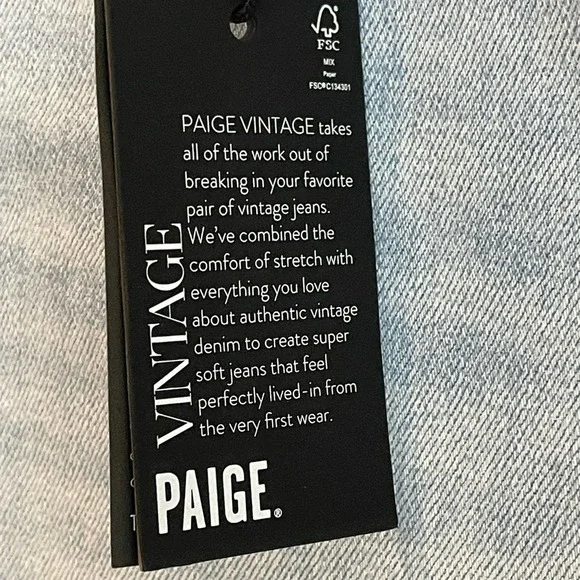 FSC
MIX
Paper
FSC® C134301
PAIGE VINTAGE takes
all of the work out of
breaking in your favorite
pair of vintage jeans.
We've combined the
comfort of stretch with
everything you love
about authentic vintage
denim to create super
soft jeans that feel
perfectly lived-in from
the very first wear.
VINTAGE
PAIGE®